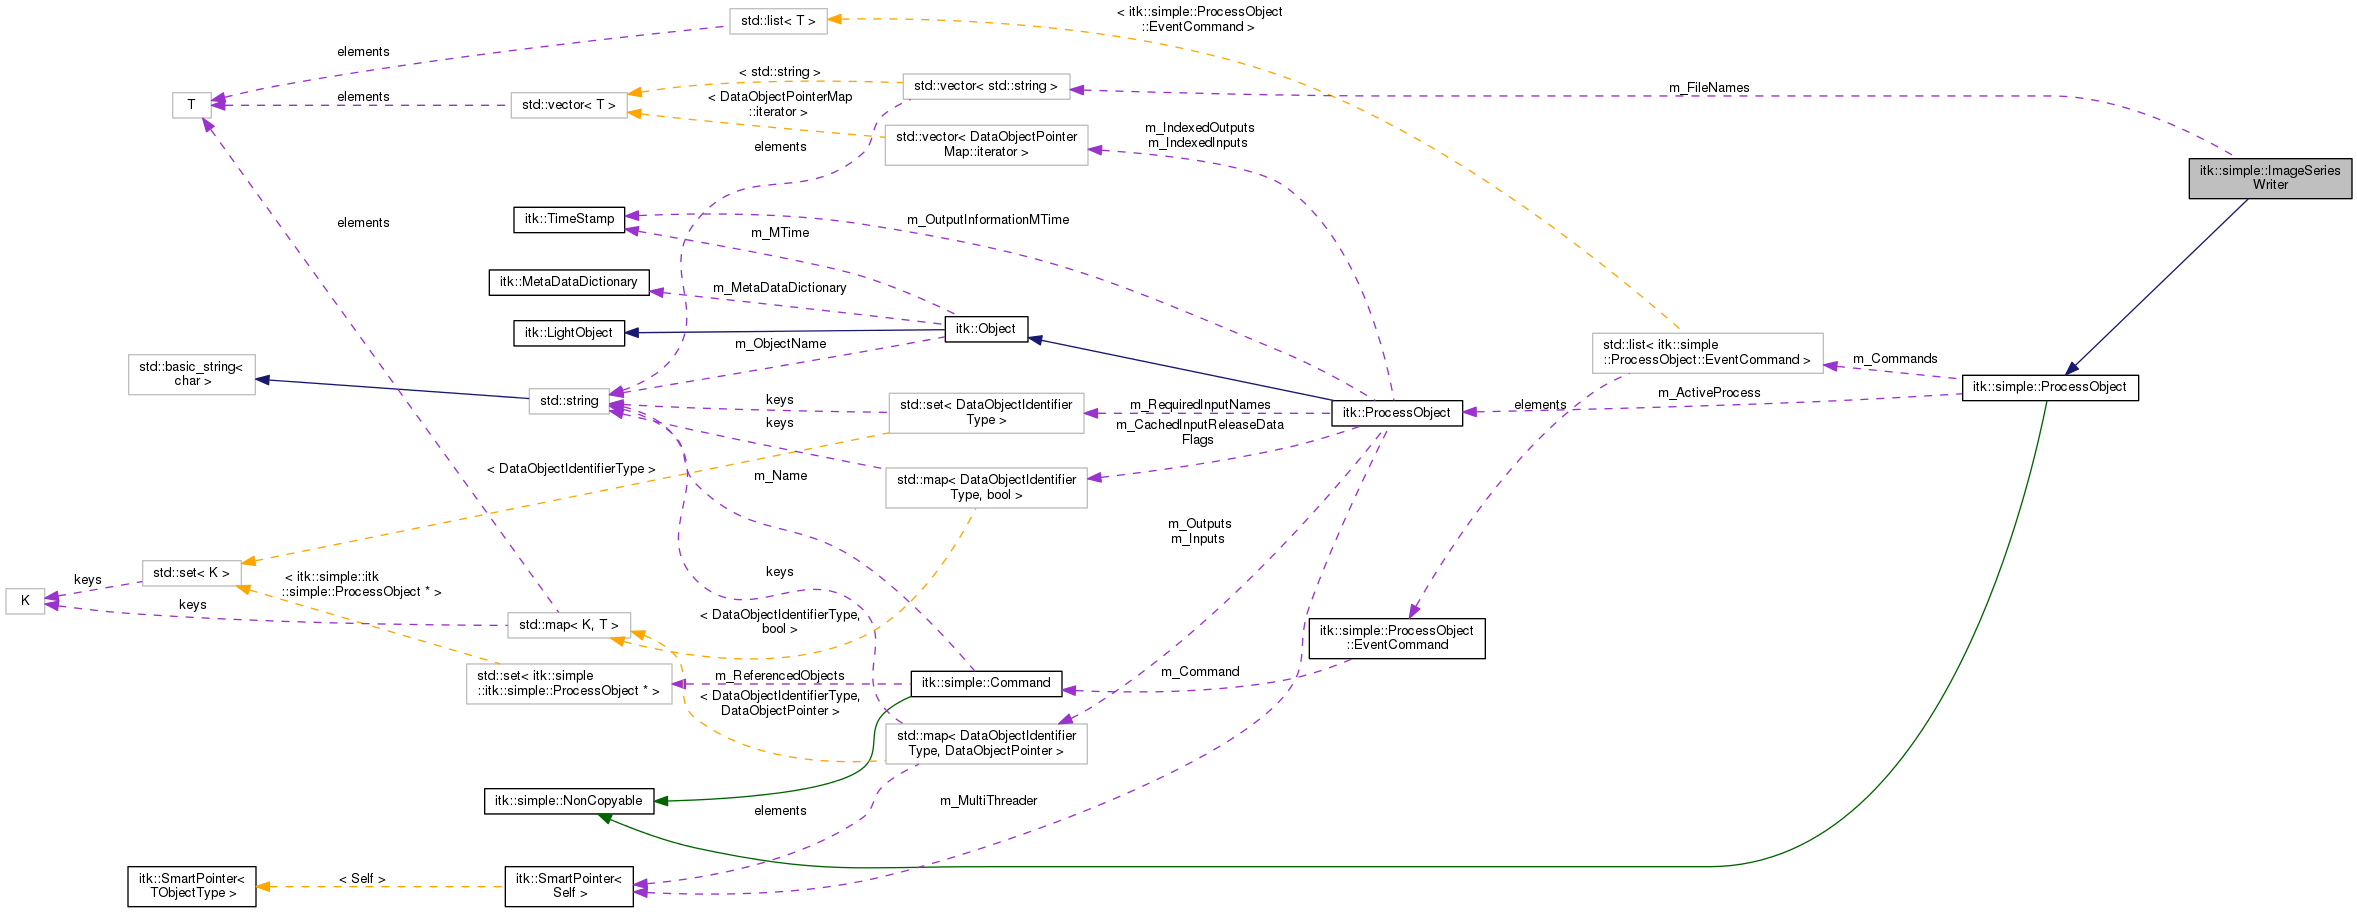 std::list< T >
< itk::simple::ProcessObject
::EventCommand >
elements
< std::string >
std::vector< std::string >
m_FileNames
T
elements
std::vector< T >
< DataObjectPointerMap
::iterator >
std::vector< DataObjectPointer
Map::iterator >
m_IndexedOutputs
m_IndexedInputs
elements
itk::simple::ImageSeries
Writer
elements
itk::TimeStamp
m_OutputInformationMTime
m_MTime
itk::MetaDataDictionary
m_MetaDataDictionary
itk::LightObject
itk::Object
m_ObjectName
std::list< itk::simple
::ProcessObject::EventCommand >
m_Commands
itk::simple::ProcessObject
m_ActiveProcess
std::basic_string<
char >
std::string
keys
keys
std::set< DataObjectIdentifier
Type >
m_RequiredInputNames
itk::ProcessObject
elements
m_CachedInputReleaseData
Flags
< DataObjectIdentifierType >
m_Name
std::map< DataObjectIdentifier
Type, bool >
m_Outputs
m_Inputs
std::set< K >
keys
K
< itk::simple::itk
::simple::ProcessObject * >
keys
keys
std::map< K, T >
< DataObjectIdentifierType,
bool >
itk::simple::ProcessObject
::EventCommand
std::set< itk::simple
::itk::simple::ProcessObject * >
m_ReferencedObjects
itk::simple::Command
m_Command
< DataObjectIdentifierType,
DataObjectPointer >
std::map< DataObjectIdentifier
Type, DataObjectPointer >
itk::simple::NonCopyable
elements
m_MultiThreader
itk::SmartPointer<
TObjectType >
< Self >
itk::SmartPointer<
Self >